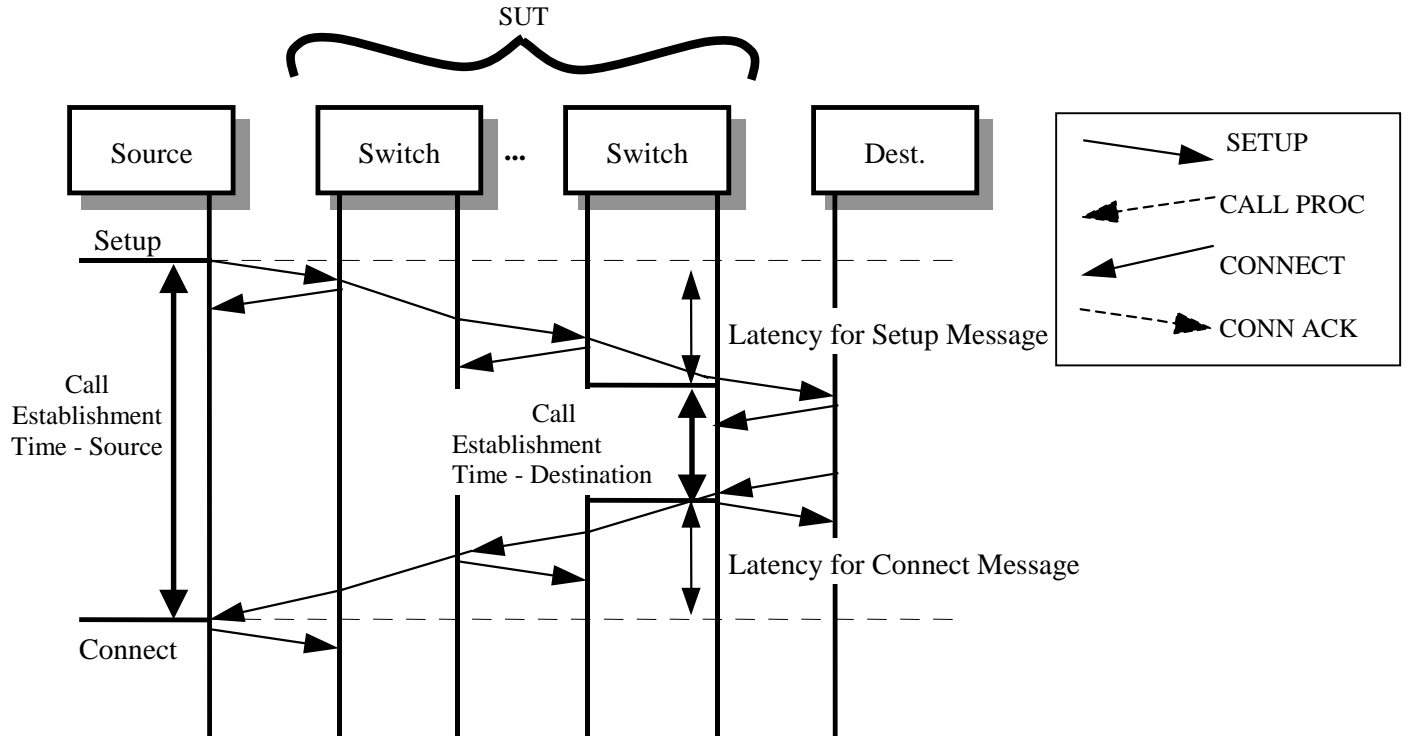 SUT
Source
Switch
...
Switch
Dest.
SETUP
CALL PROC
CONNECT
CONN ACK
Setup
Latency for Setup Message
Call
Establishment
Time - Source
Call
Establishment
Time - Destination
Latency for Connect Message
Connect